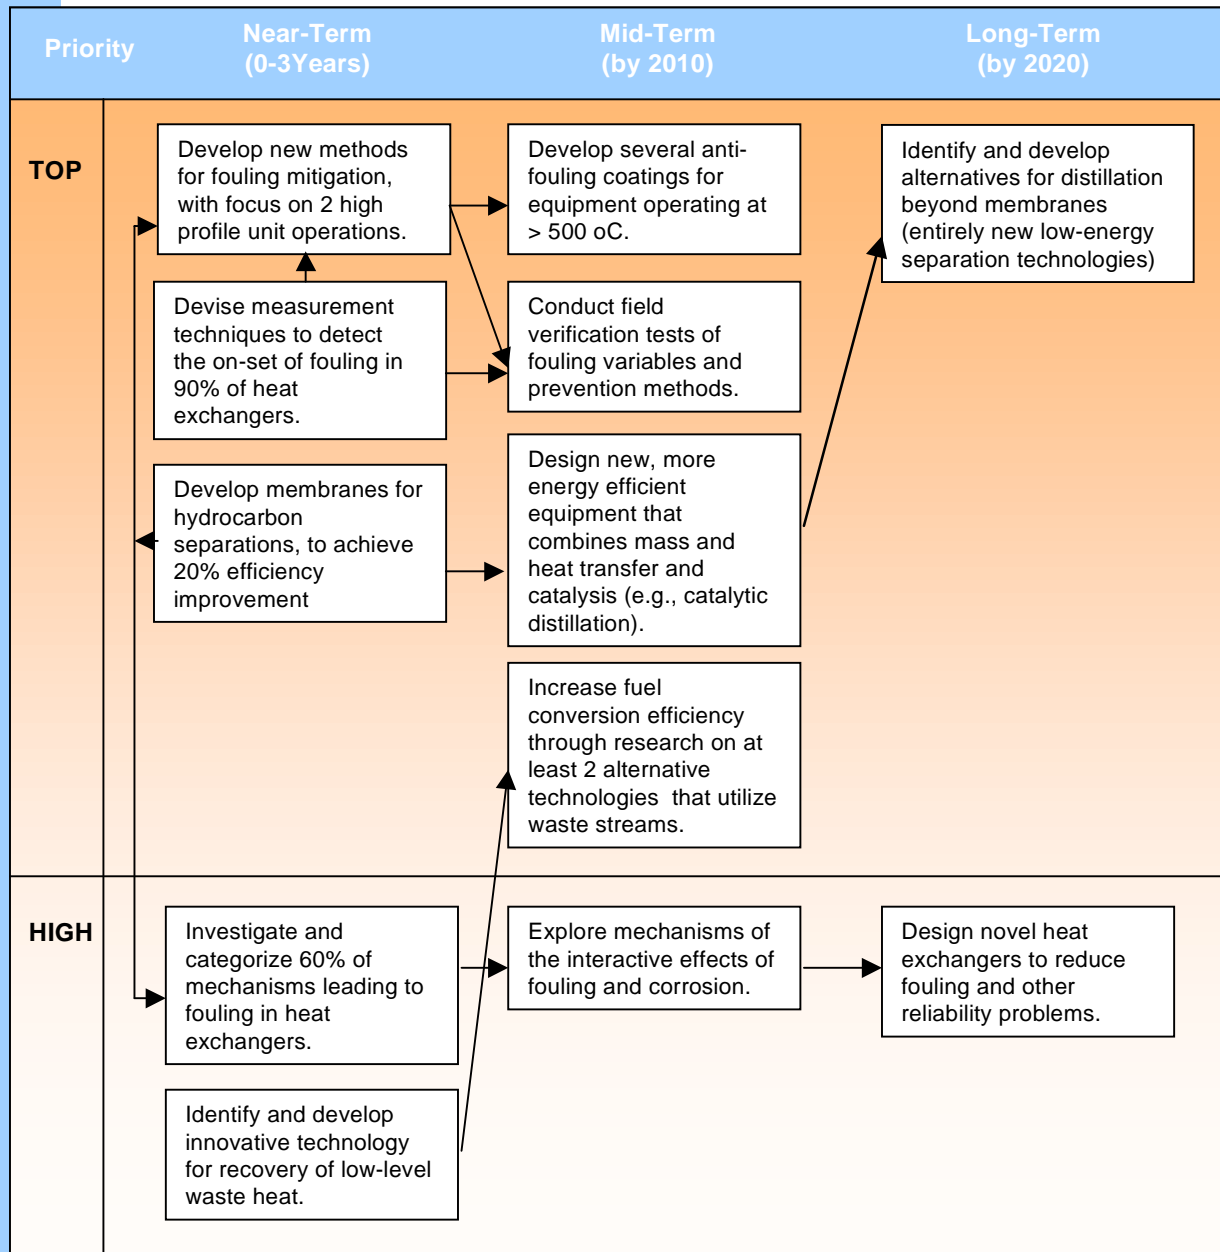 Priority
Near-Term
(0-3Years)
Mid-Term
(by 2010)
Long-Term
(by 2020)
TOP
Develop new methods
for fouling mitigation,
with focus on 2 high
profile unit operations.
Develop several anti-
fouling coatings for
equipment operating at
> 500 oC.
Identify and develop
alternatives for distillation
beyond membranes
(entirely new low-energy
separation technologies)
Devise measurement
techniques to detect
the on-set of fouling in
90% of heat
exchangers.
Conduct field
verification tests of
fouling variables and
prevention methods.
Develop membranes for
hydrocarbon
separations, to achieve
20% efficiency
improvement
Design new, more
energy efficient
equipment that
combines mass and
heat transfer and
catalysis (e.g., catalytic
distillation).
Increase fuel
conversion efficiency
through research on at
least 2 alternative
technologies  that utilize
waste streams.
HIGH
Investigate and
categorize 60% of
mechanisms leading to
fouling in heat
exchangers.
Explore mechanisms of
the interactive effects of
fouling and corrosion.
Design novel heat
exchangers to reduce
fouling and other
reliability problems.
Identify and develop
innovative technology
for recovery of low-level
waste heat.